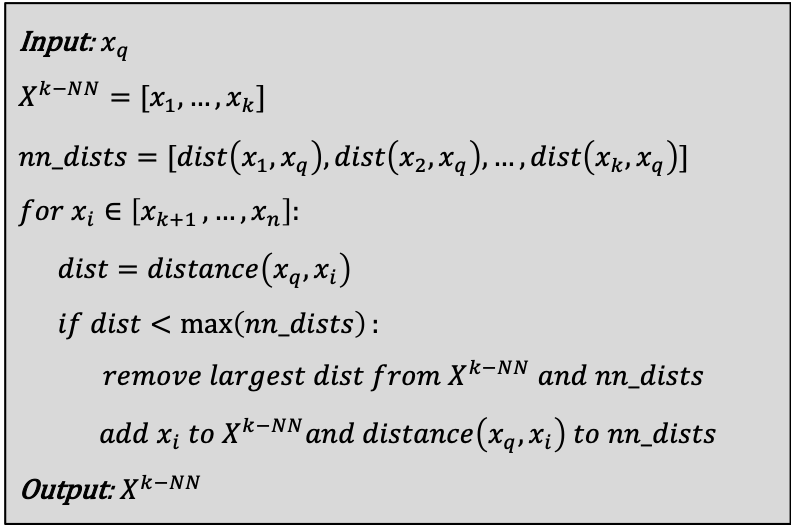 Input: x_q
X^{k-NN} = [x_1, ..., x_k]
nn_dists = [dist(x_1, x_q), dist(x_2, x_q), ..., dist(x_k, x_q)]
for x_i ∈ [x_{k+1}, ..., x_n]:
dist = distance(x_q, x_i)
if dist < max(nn_dists):
remove largest dist from X^{k-NN} and nn_dists
add x_i to X^{k-NN} and distance(x_q, x_i) to nn_dists
Output: X^{k-NN}